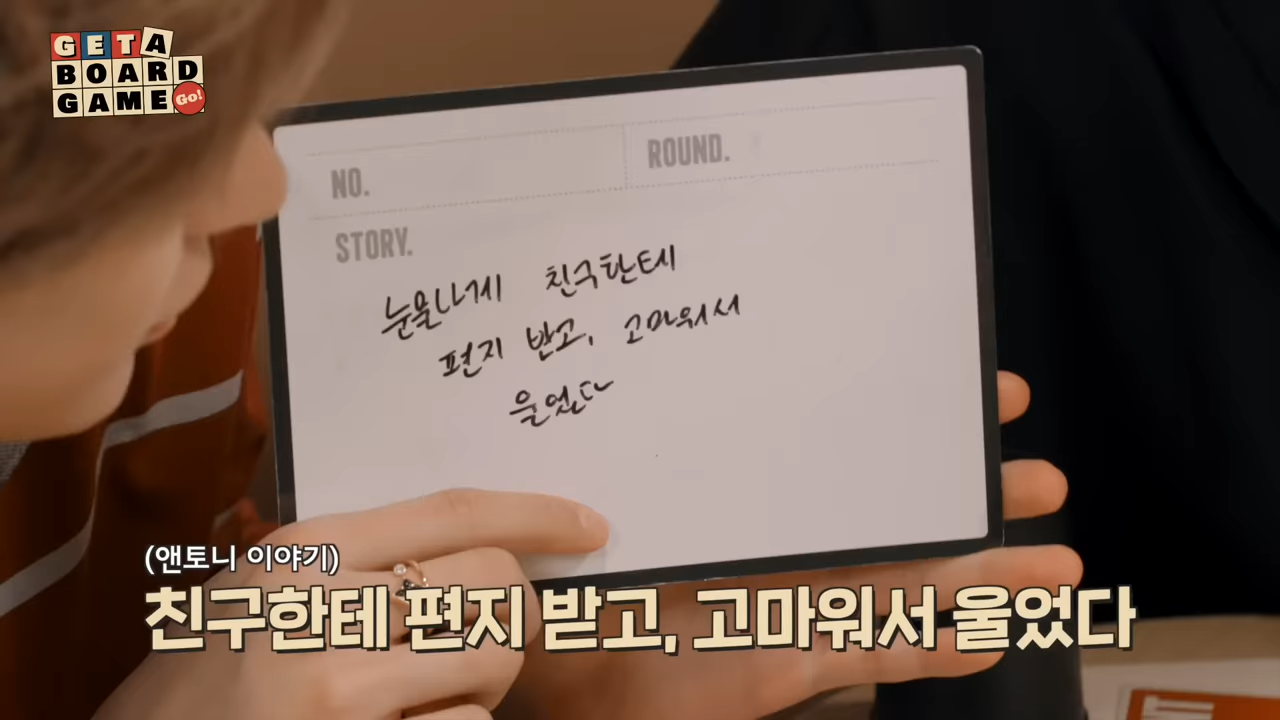 GET A
BOARD
GAME Go!
NO.
ROUND.
STORY.
눈물나게 친구한테
편지 받고, 고마워서
울었다
(앤토니 이야기)
친구한테 편지 받고, 고마워서 울었다